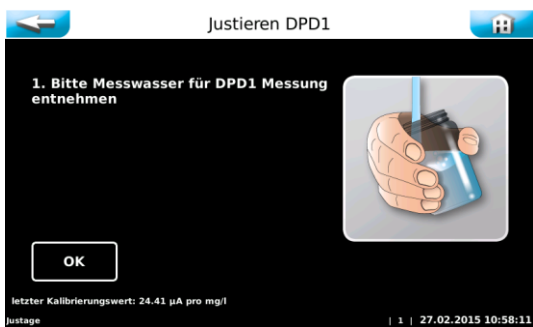 Justieren DPD1
1. Bitte Messwasser für DPD1 Messung
entnehmen
OK
letzter Kalibrierungswert: 24.41 µA pro mg/l
Justage | 1 | 27.02.2015 10:58:11